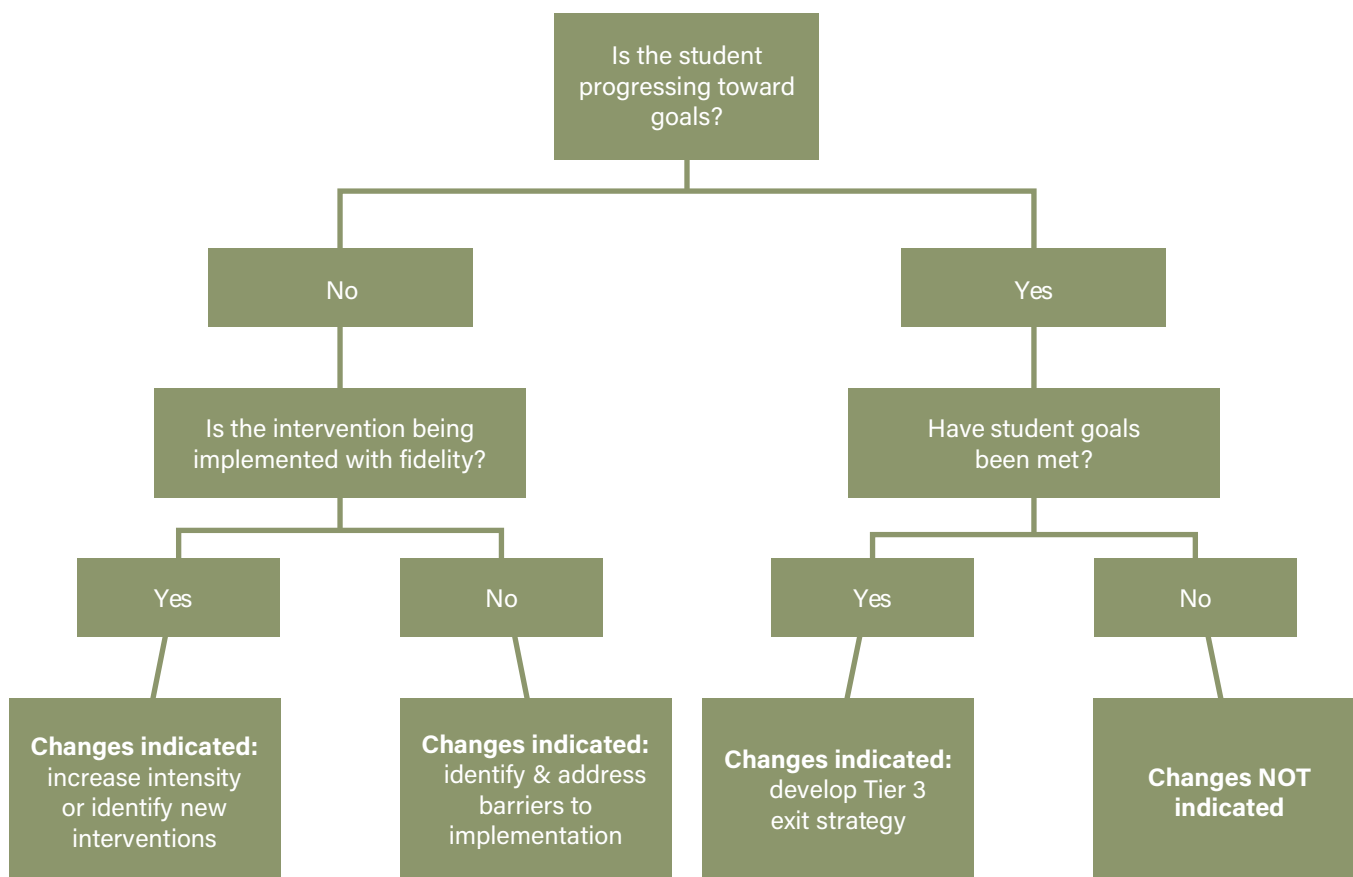 Is the student
progressing toward
goals?
No
Yes
Is the intervention being
implemented with fidelity?
Have student goals
been met?
Yes
No
Yes
No
Changes indicated:
increase intensity
or identify new
interventions
Changes indicated:
identify & address
barriers to
implementation
Changes indicated:
develop Tier 3
exit strategy
Changes NOT
indicated